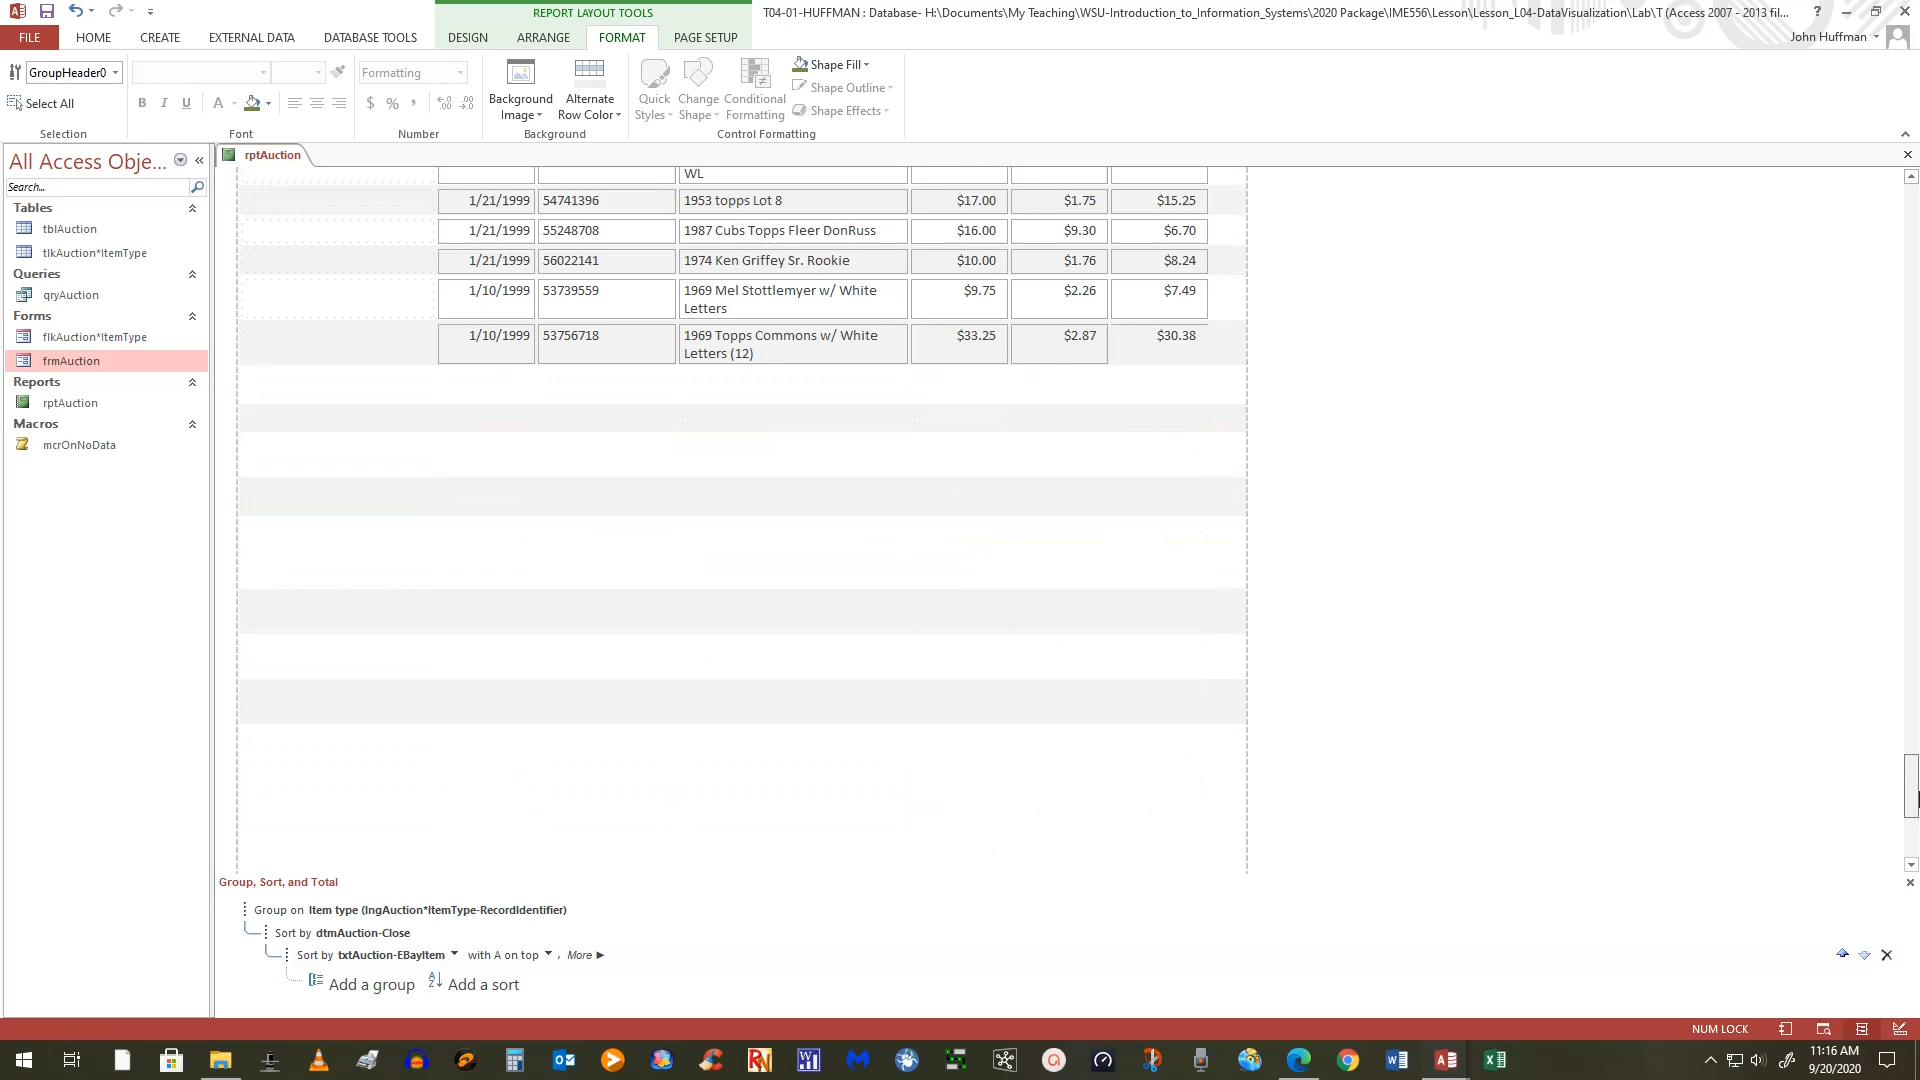 REPORT LAYOUT TOOLS
T04-01-HUFFMAN : Database- H:\Documents\My Teaching\WSU-Introduction_to_Information_Systems\2020 Package\IME556\Lesson\Lesson_L04-DataVisualization\Lab\T (Access 2007 - 2013 fil...
?
FILE HOME CREATE EXTERNAL DATA DATABASE TOOLS DESIGN ARRANGE FORMAT PAGE SETUP
John Huffman
GroupHeader0
Formatting
Select All
B I U A
$ % ,
Background Image
Alternate Row Color
Quick Styles
Change Shape
Conditional Formatting
Shape Fill
Shape Outline
Shape Effects
Selection Font Number Background Control Formatting
All Access Obje...
Search...
Tables
tblAuction
tlkAuction*ItemType
Queries
qryAuction
Forms
flkAuction*ItemType
frmAuction
Reports
rptAuction
Macros
mcrOnNoData
rptAuction
WL
1/21/1999 54741396 1953 topps Lot 8 $17.00 $1.75 $15.25
1/21/1999 55248708 1987 Cubs Topps Fleer DonRuss $16.00 $9.30 $6.70
1/21/1999 56022141 1974 Ken Griffey Sr. Rookie $10.00 $1.76 $8.24
1/10/1999 53739559 1969 Mel Stottlemyer w/ White $9.75 $2.26 $7.49
Letters
1/10/1999 53756718 1969 Topps Commons w/ White $33.25 $2.87 $30.38
Letters (12)
Group, Sort, and Total
Group on Item type (lngAuction*ItemType-RecordIdentifier)
Sort by dtmAuction-Close
Sort by txtAuction-EBayItem with A on top , More
Add a group Add a sort
NUM LOCK
11:16 AM
9/20/2020